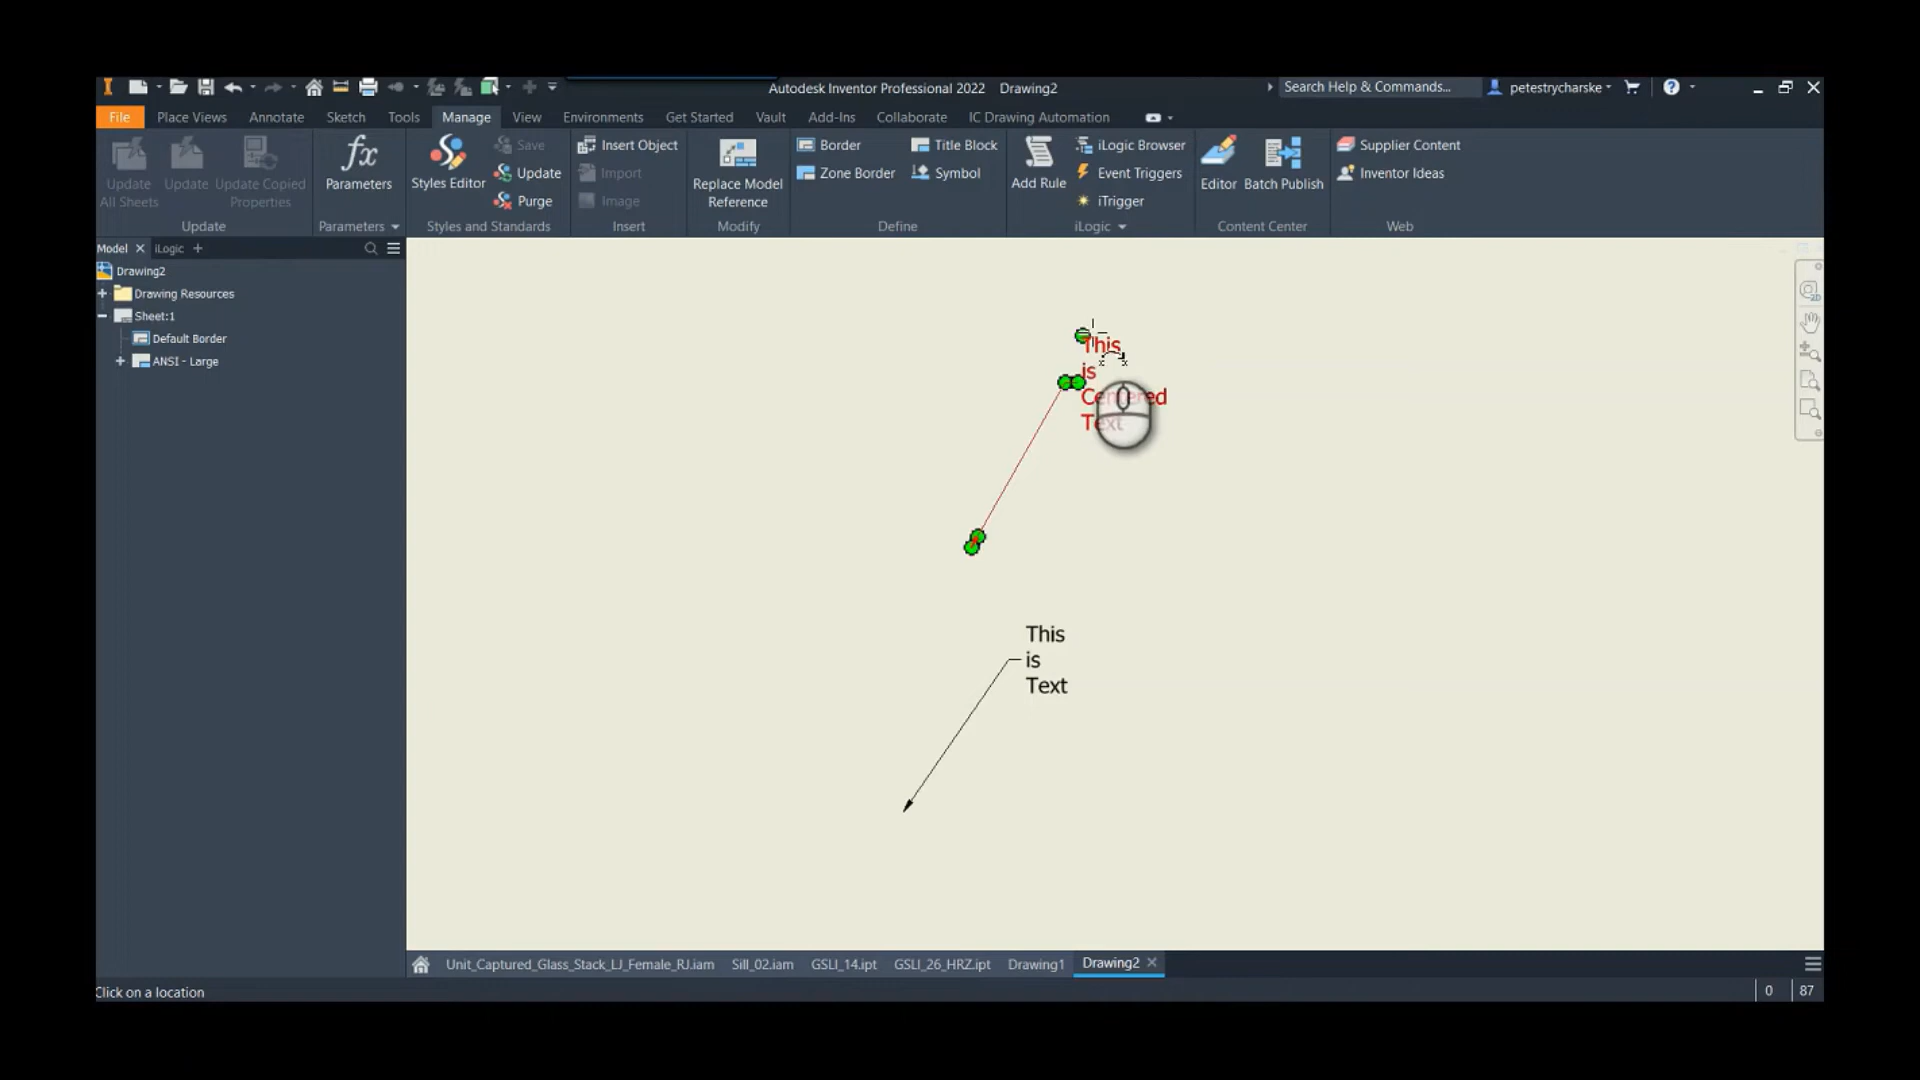 Autodesk Inventor Professional 2022 Drawing2
Search Help & Commands...
petestrycharske
File
Place Views
Annotate
Sketch
Tools
Manage
View
Environments
Get Started
Vault
Add-Ins
Collaborate
IC Drawing Automation
Update
All Sheets
Update
Update Copied
Properties
Update
fx
Parameters
Parameters
Styles Editor
Save
Update
Purge
Styles and Standards
Insert Object
Import
Image
Insert
Replace Model
Reference
Modify
Border
Title Block
Zone Border
Symbol
Define
Add Rule
iLogic Browser
Event Triggers
iTrigger
iLogic
Editor
Batch Publish
Content Center
Supplier Content
Inventor Ideas
Web
Model
iLogic
Drawing2
Drawing Resources
Sheet:1
Default Border
ANSI - Large
This
is
Centered
Text
This
is
Text
Unit_Captured_Glass_Stack_LJ_Female_RJ.iam
Sill_02.iam
GSLI_14.ipt
GSLI_26_HRZ.ipt
Drawing1
Drawing2
Click on a location
0
87